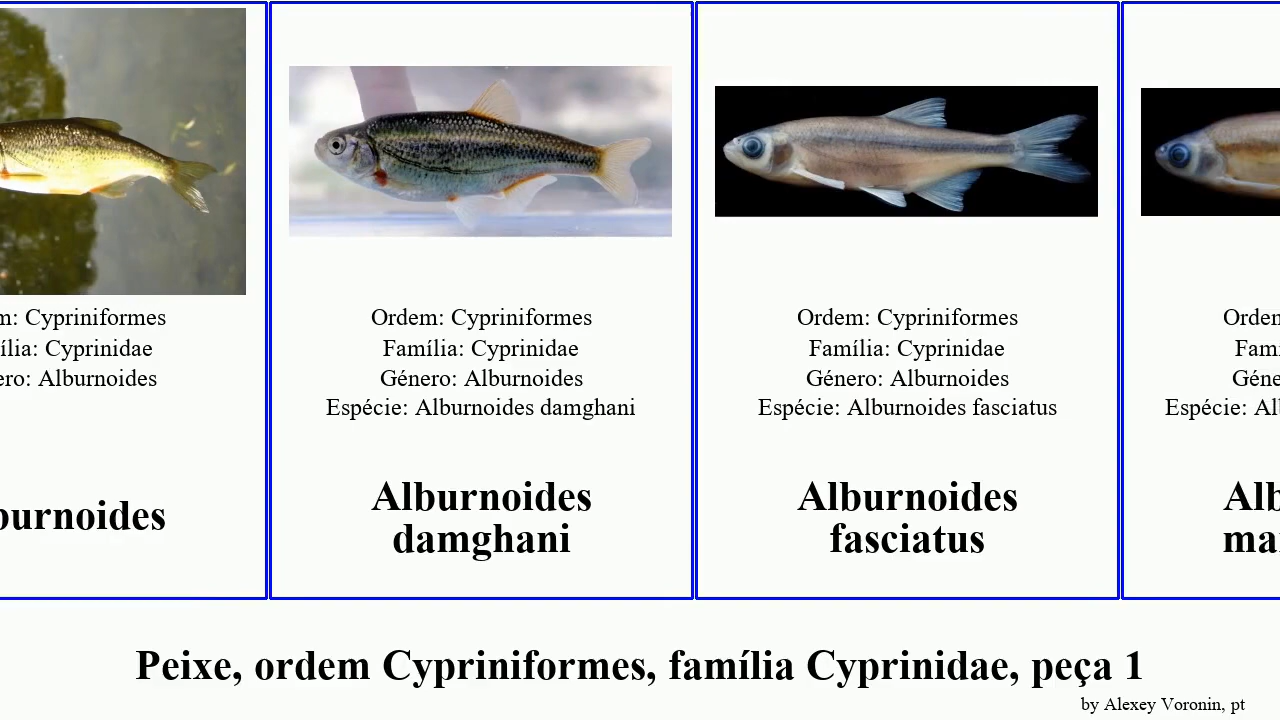 m: Cypriniformes
ília: Cyprinidae
ero: Alburnoides
burnoides
Ordem: Cypriniformes
Família: Cyprinidae
Género: Alburnoides
Espécie: Alburnoides damghani
Alburnoides
damghani
Ordem: Cypriniformes
Família: Cyprinidae
Género: Alburnoides
Espécie: Alburnoides fasciatus
Alburnoides
fasciatus
Orden
Fam
Géne
Espécie: Al
Alb
ma
Peixe, ordem Cypriniformes, família Cyprinidae, peça 1
by Alexey Voronin, pt